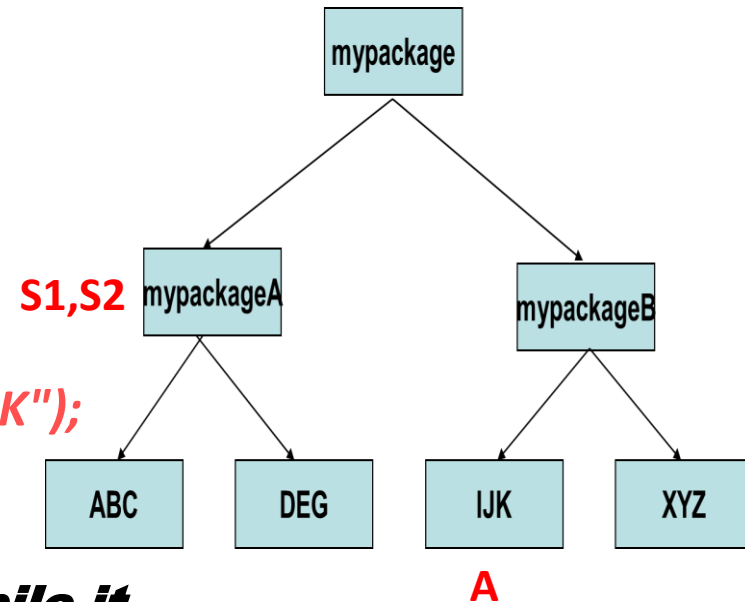 mypackage
S1,S2
mypackageA
mypackageB
K");
ABC
DEG
IJK
XYZ
A